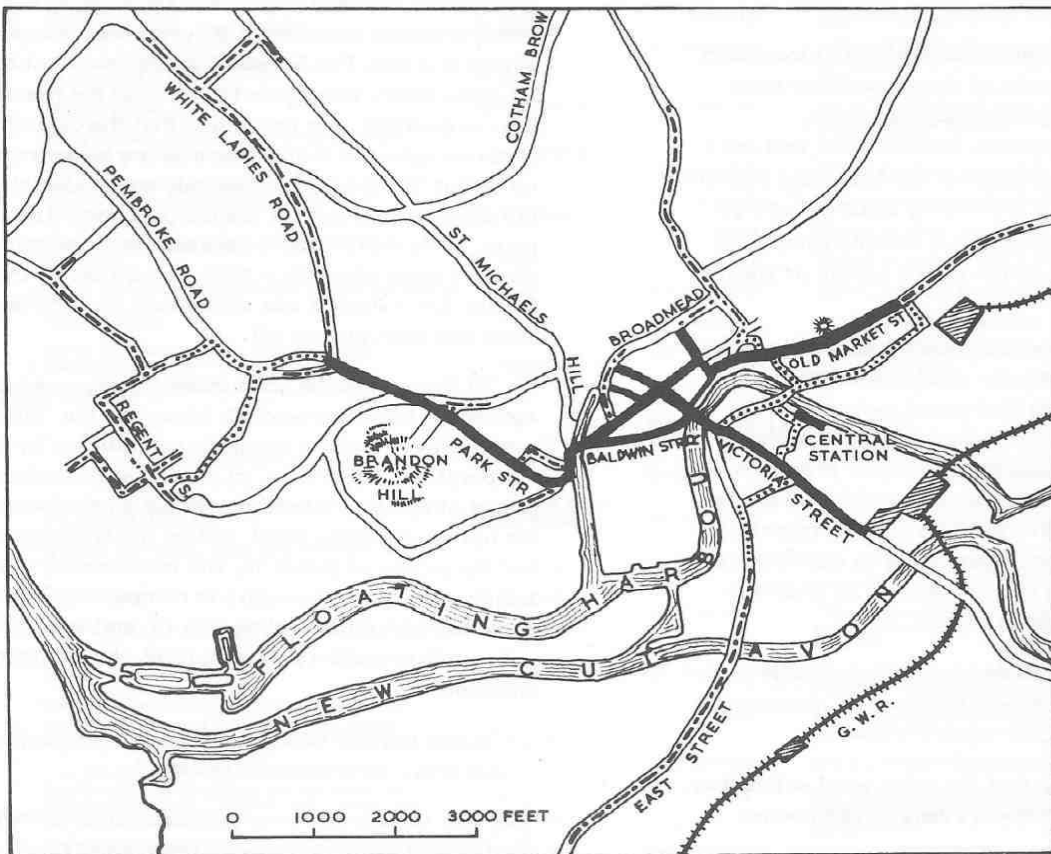 COTHAM BROW
WHITE LADIES ROAD
PEMBROKE ROAD
ST. MICHAELS HILL
BROADMEAD
OLD MARKET ST
REGENT S
BRANDON
HILL
PARK STR
BALDWIN STR
VICTORIA STREET
CENTRAL
STATION
FLOATING HARBOUR
NEW CUT
AVON
EAST STREET
G.W.R.
0 1000 2000 3000 FEET